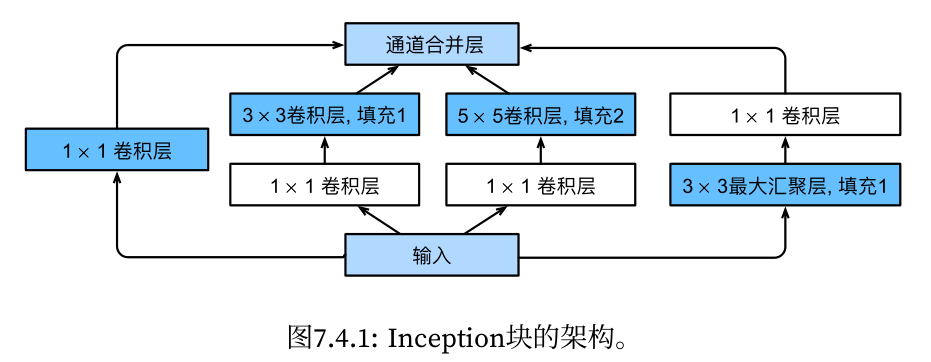 通道合并层
3 × 3卷积层, 填充1
5 × 5卷积层, 填充2
1 × 1 卷积层
1 × 1 卷积层
1 × 1 卷积层
1 × 1 卷积层
3 × 3最大汇聚层, 填充1
输入
图7.4.1: Inception块的架构。